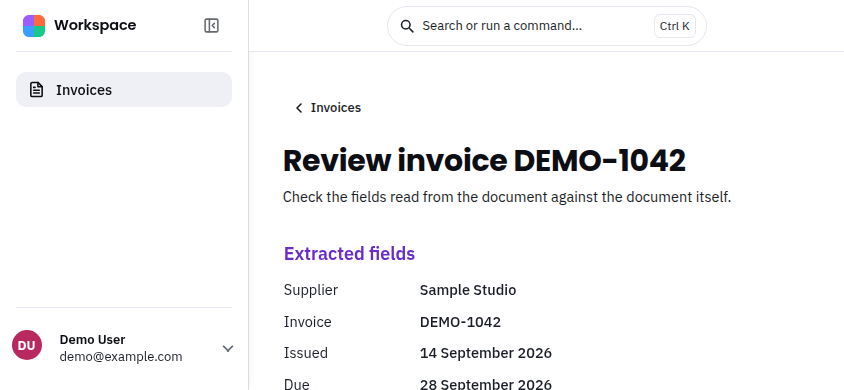 Workspace
Search or run a command...
Ctrl K
Invoices
Invoices
Review invoice DEMO-1042
Check the fields read from the document against the document itself.
Extracted fields
Supplier Sample Studio
Invoice DEMO-1042
Issued 14 September 2026
Due 28 September 2026
DU
Demo User
demo@example.com